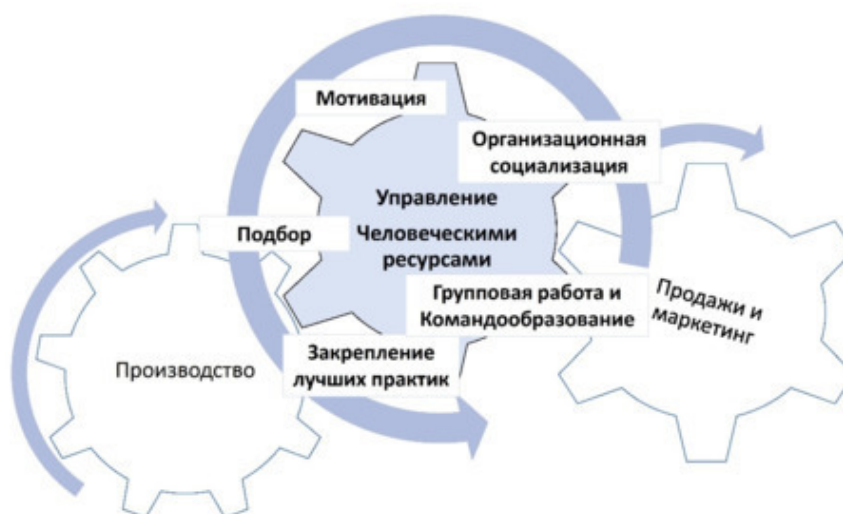 Мотивация
Организационная
социализация
Управление
Человеческими
ресурсами
Подбор
Групповая работа и
Командообразование
Продажи и
маркетинг
Закрепление
лучших практик
Производство